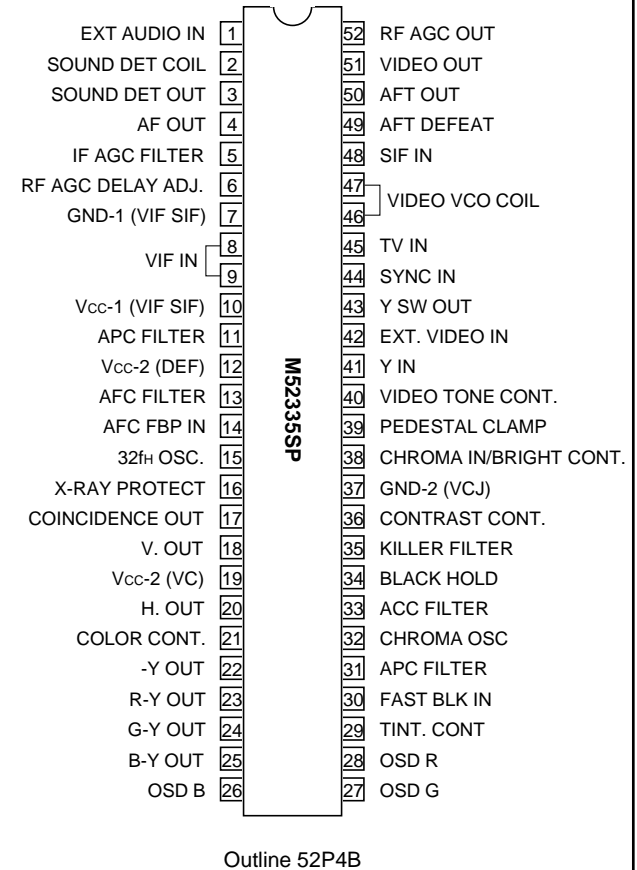 EXT AUDIO IN 1 52 RF AGC OUT
SOUND DET COIL 2 51 VIDEO OUT
SOUND DET OUT 3 50 AFT OUT
AF OUT 4 49 AFT DEFEAT
IF AGC FILTER 5 48 SIF IN
RF AGC DELAY ADJ. 6 47
VIDEO VCO COIL
GND-1 (VIF SIF) 7 46
VIF IN
8 45 TV IN
9 44 SYNC IN
Vcc-1 (VIF SIF) 10 43 Y SW OUT
APC FILTER 11 42 EXT. VIDEO IN
Vcc-2 (DEF) 12 41 Y IN
AFC FILTER 13 40 VIDEO TONE CONT.
AFC FBP IN 14 39 PEDESTAL CLAMP
32fH OSC. 15 38 CHROMA IN/BRIGHT CONT.
X-RAY PROTECT 16 37 GND-2 (VCJ)
COINCIDENCE OUT 17 36 CONTRAST CONT.
V. OUT 18 35 KILLER FILTER
Vcc-2 (VC) 19 34 BLACK HOLD
H. OUT 20 33 ACC FILTER
COLOR CONT. 21 32 CHROMA OSC
-Y OUT 22 31 APC FILTER
R-Y OUT 23 30 FAST BLK IN
G-Y OUT 24 29 TINT. CONT
B-Y OUT 25 28 OSD R
OSD B 26 27 OSD G
M52335SP
Outline 52P4B